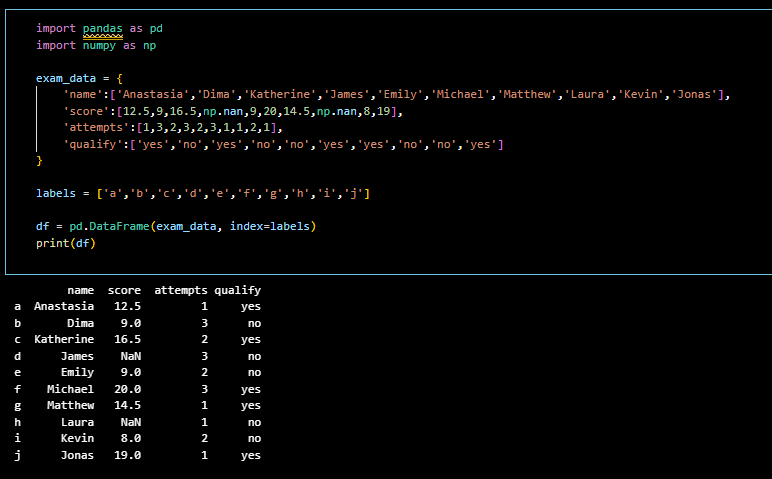 import pandas as pd
import numpy as np
exam_data = {
'name':['Anastasia','Dima','Katherine','James','Emily','Michael','Matthew','Laura','Kevin','Jonas'],
'score':[12.5,9,16.5,np.nan,9,20,14.5,np.nan,8,19],
'attempts':[1,3,2,3,2,3,1,1,2,1],
'qualify':['yes','no','yes','no','no','yes','yes','no','no','yes']
}
labels = ['a','b','c','d','e','f','g','h','i','j']
df = pd.DataFrame(exam_data, index=labels)
print(df)
name score attempts qualify
a Anastasia 12.5 1 yes
b Dima 9.0 3 no
c Katherine 16.5 2 yes
d James NaN 3 no
e Emily 9.0 2 no
f Michael 20.0 3 yes
g Matthew 14.5 1 yes
h Laura NaN 1 no
i Kevin 8.0 2 no
j Jonas 19.0 1 yes